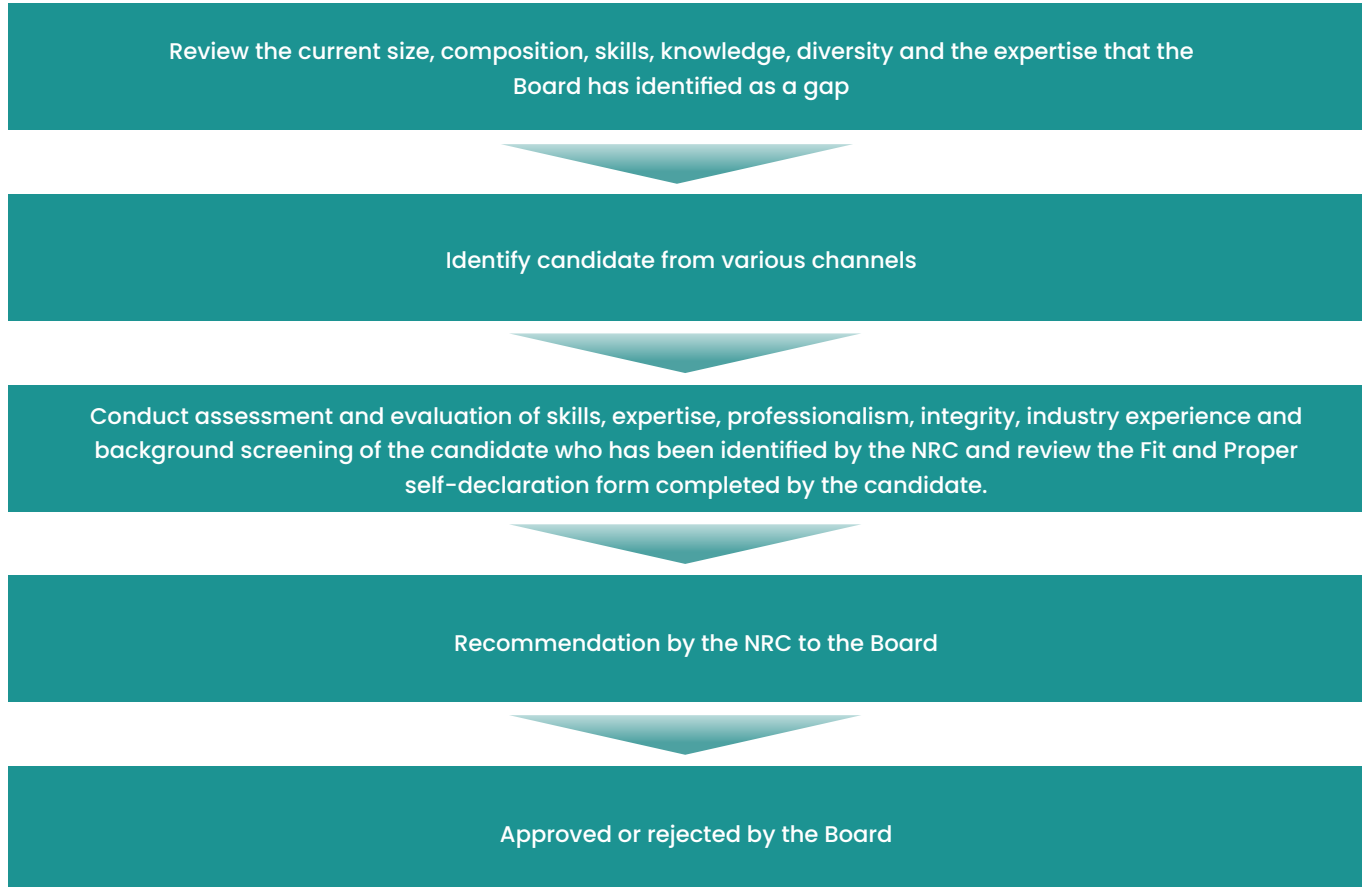 Review the current size, composition, skills, knowledge, diversity and the expertise that the
Board has identified as a gap
Identify candidate from various channels
Conduct assessment and evaluation of skills, expertise, professionalism, integrity, industry experience and
background screening of the candidate who has been identified by the NRC and review the Fit and Proper
self-declaration form completed by the candidate.
Recommendation by the NRC to the Board
Approved or rejected by the Board